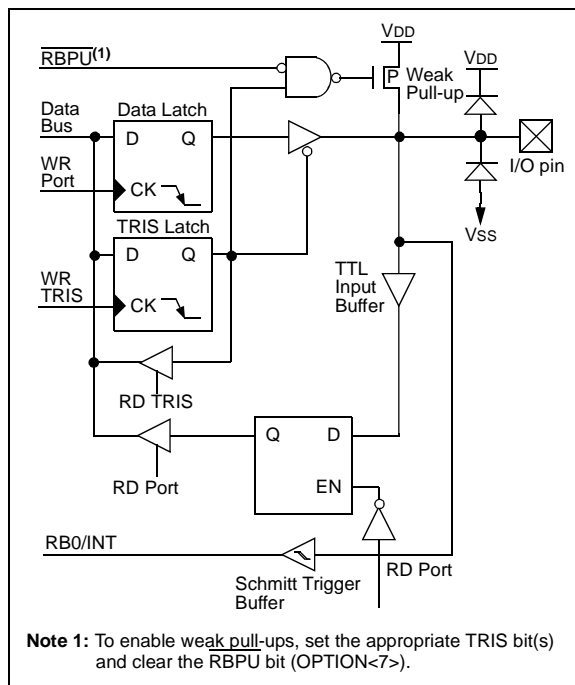 VDD
RBPU(1)
P Weak
Pull-up
VDD
Data
Bus
Data Latch
D Q
WR
Port
CK
I/O pin
TRIS Latch
D Q
VSS
WR
TRIS
CK
TTL
Input
Buffer
RD TRIS
Q D
RD Port
EN
RB0/INT
RD Port
Schmitt Trigger
Buffer
Note 1: To enable weak pull-ups, set the appropriate TRIS bit(s)
and clear the RBPU bit (OPTION<7>).